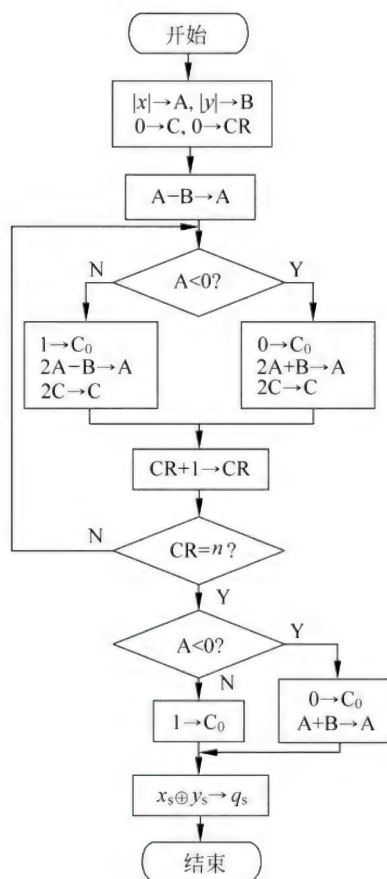 开始
|x|→A, |y|→B
0→C, 0→CR
A−B→A
A<0?
N
Y
1→C₀
2A−B→A
2C→C
0→C₀
2A+B→A
2C→C
CR+1→CR
CR=n?
N
Y
A<0?
Y
N
1→C₀
0→C₀
A+B→A
xₛ⊕yₛ→qₛ
结束